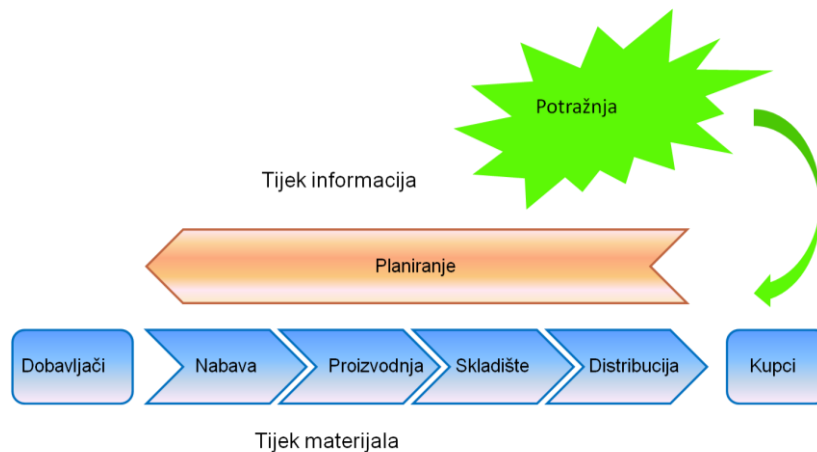 Potražnja
Tijek informacija
Planiranje
Dobavljači
Nabava
Proizvodnja
Skladište
Distribucija
Kupci
Tijek materijala